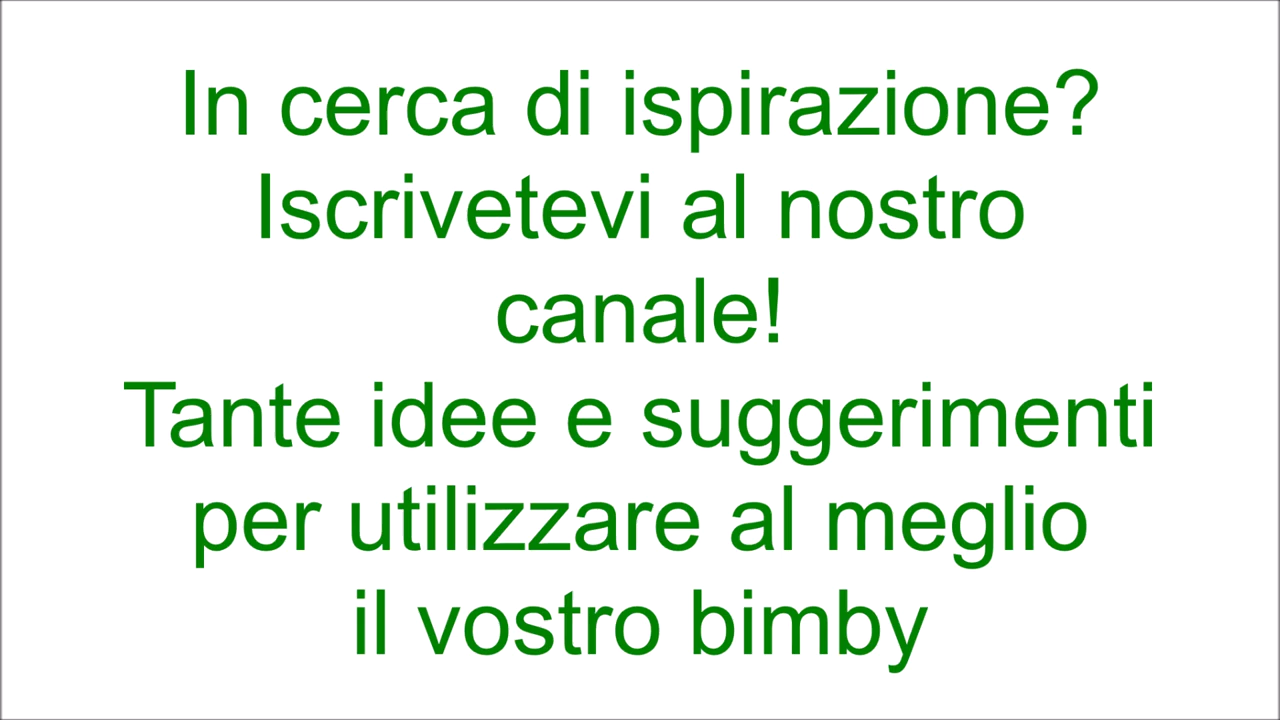 In cerca di ispirazione?
Iscrivetevi al nostro
canale!
Tante idee e suggerimenti
per utilizzare al meglio
il vostro bimby